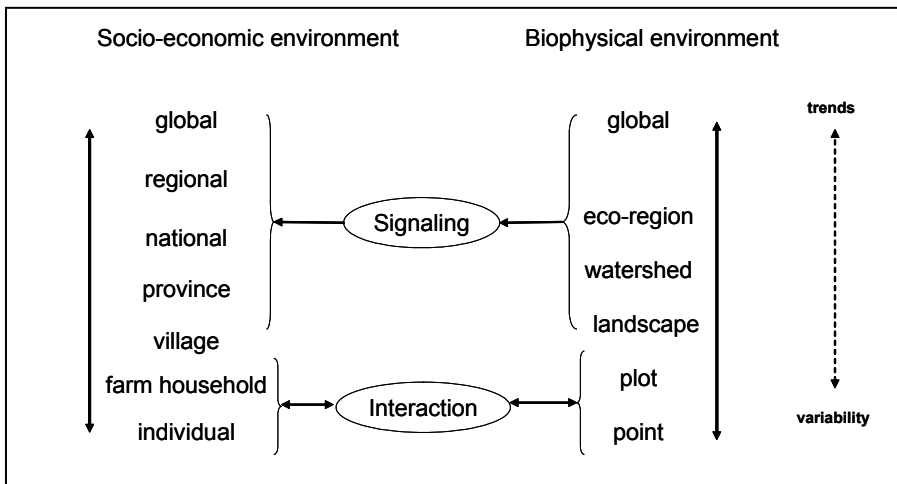 Socio-economic environment
Biophysical environment
global
regional
national
province
village
farm household
individual
Signaling
Interaction
global
eco-region
watershed
landscape
plot
point
trends
variability